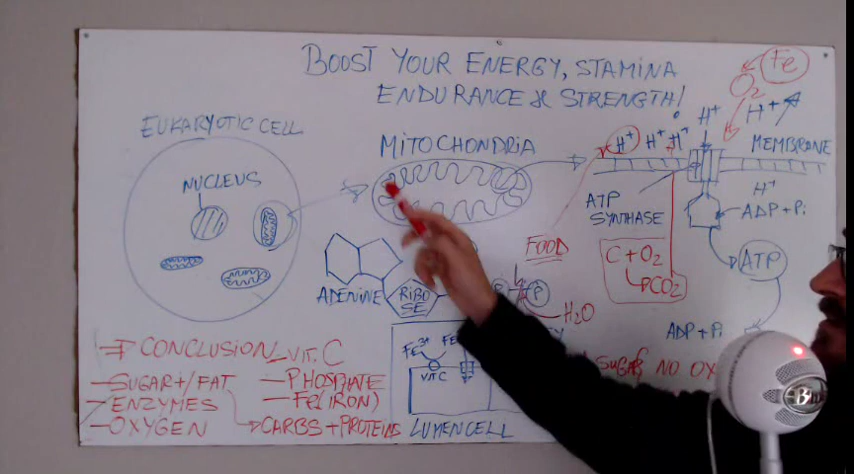 BOOST YOUR ENERGY, STAMINA
ENDURANCE & STRENGTH!
EUKARYOTIC CELL
NUCLEUS
MITOCHONDRIA
Fe
O2
H+ H+ H+ H+ H+
MEMBRANE
ATP
SYNTHASE
H+
ADP+Pi
ATP
ADP+Pi
FOOD
C + O2
CO2
ADENINE
RIBO
SE
P
H2O
Fe3+
VIT C
LUMEN CELL
SUGAR NO OX
CONCLUSION VIT. C
SUGAR+/FAT
ENZYMES
OXYGEN
PHOSPHATE
Fe (IRON)
CARBS+PROTEINS